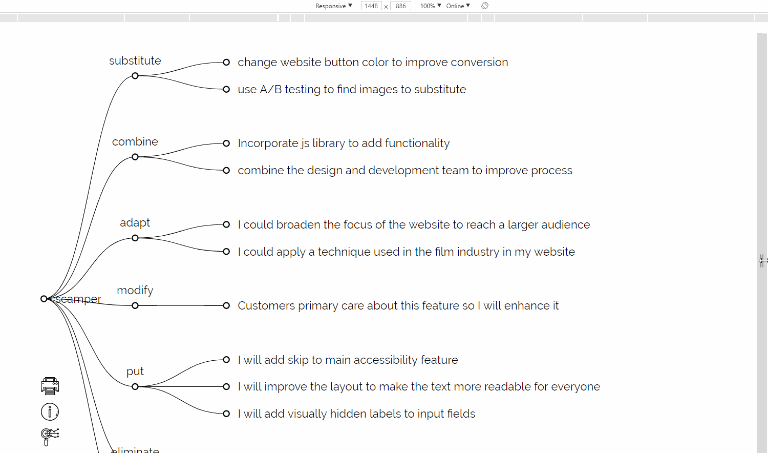 Responsive ▼ 1448 x 886 100% ▼ Online ▼
substitute
change website button color to improve conversion
use A/B testing to find images to substitute
combine
Incorporate js library to add functionality
combine the design and development team to improve process
adapt
I could broaden the focus of the website to reach a larger audience
I could apply a technique used in the film industry in my website
scamper
modify
Customers primary care about this feature so I will enhance it
put
I will add skip to main accessibility feature
I will improve the layout to make the text more readable for everyone
I will add visually hidden labels to input fields
eliminate